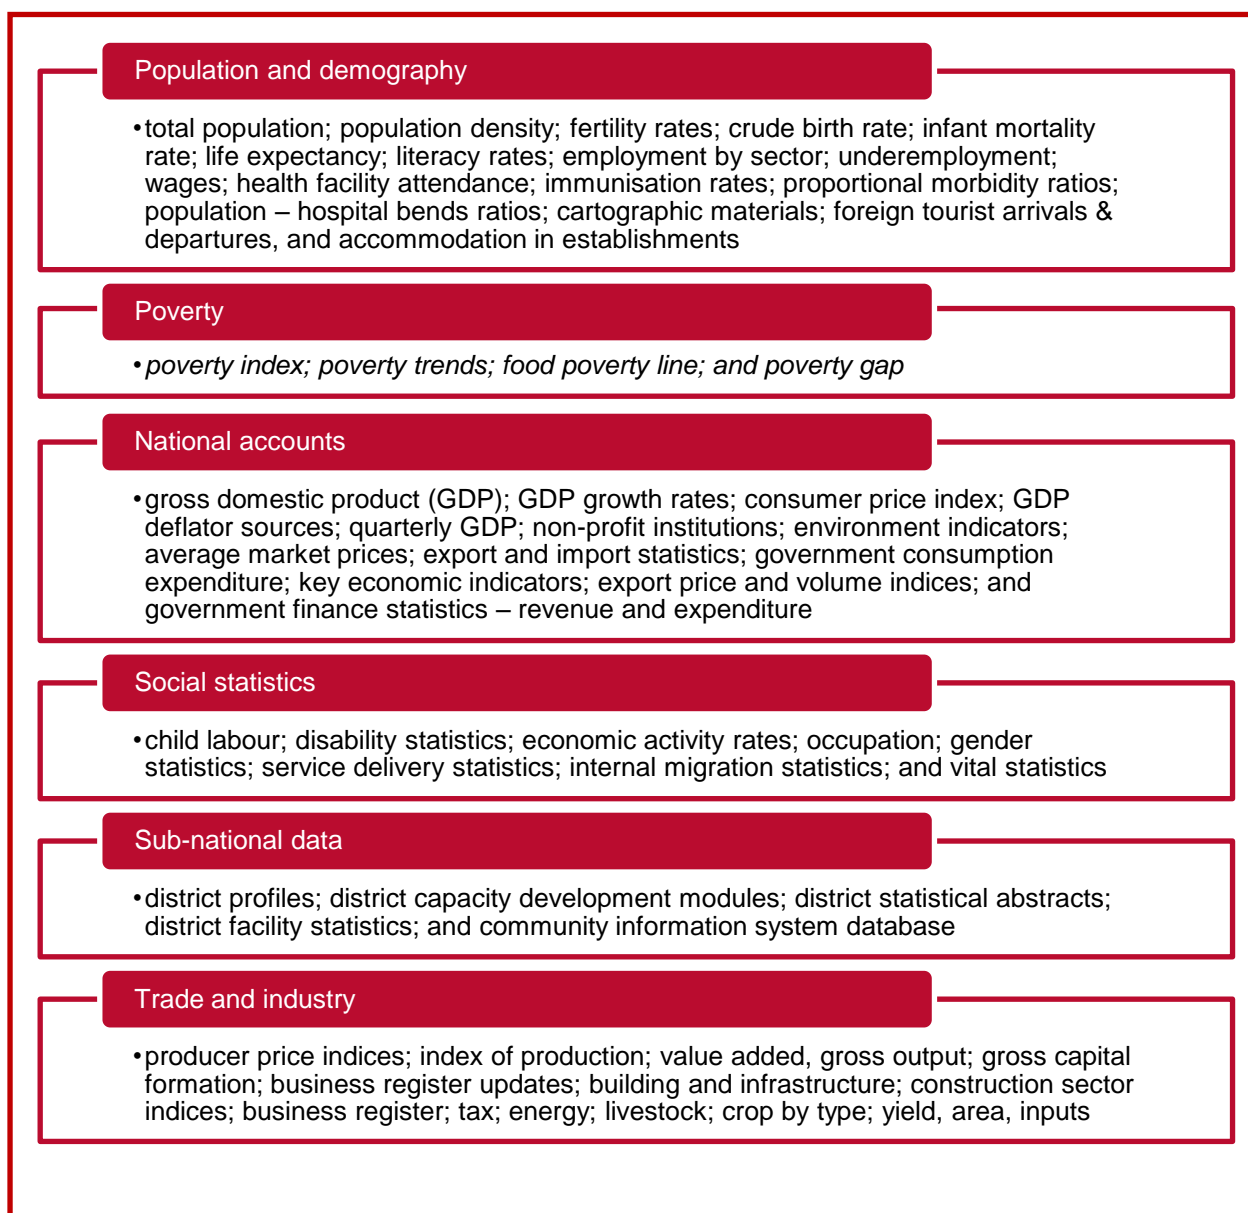 Population and demography
•total population; population density; fertility rates; crude birth rate; infant mortality
rate; life expectancy; literacy rates; employment by sector; underemployment;
wages; health facility attendance; immunisation rates; proportional morbidity ratios;
population – hospital bends ratios; cartographic materials; foreign tourist arrivals &
departures, and accommodation in establishments
Poverty
•poverty index; poverty trends; food poverty line; and poverty gap
National accounts
•gross domestic product (GDP); GDP growth rates; consumer price index; GDP
deflator sources; quarterly GDP; non-profit institutions; environment indicators;
average market prices; export and import statistics; government consumption
expenditure; key economic indicators; export price and volume indices; and
government finance statistics – revenue and expenditure
Social statistics
•child labour; disability statistics; economic activity rates; occupation; gender
statistics; service delivery statistics; internal migration statistics; and vital statistics
Sub-national data
•district profiles; district capacity development modules; district statistical abstracts;
district facility statistics; and community information system database
Trade and industry
•producer price indices; index of production; value added, gross output; gross capital
formation; business register updates; building and infrastructure; construction sector
indices; business register; tax; energy; livestock; crop by type; yield, area, inputs